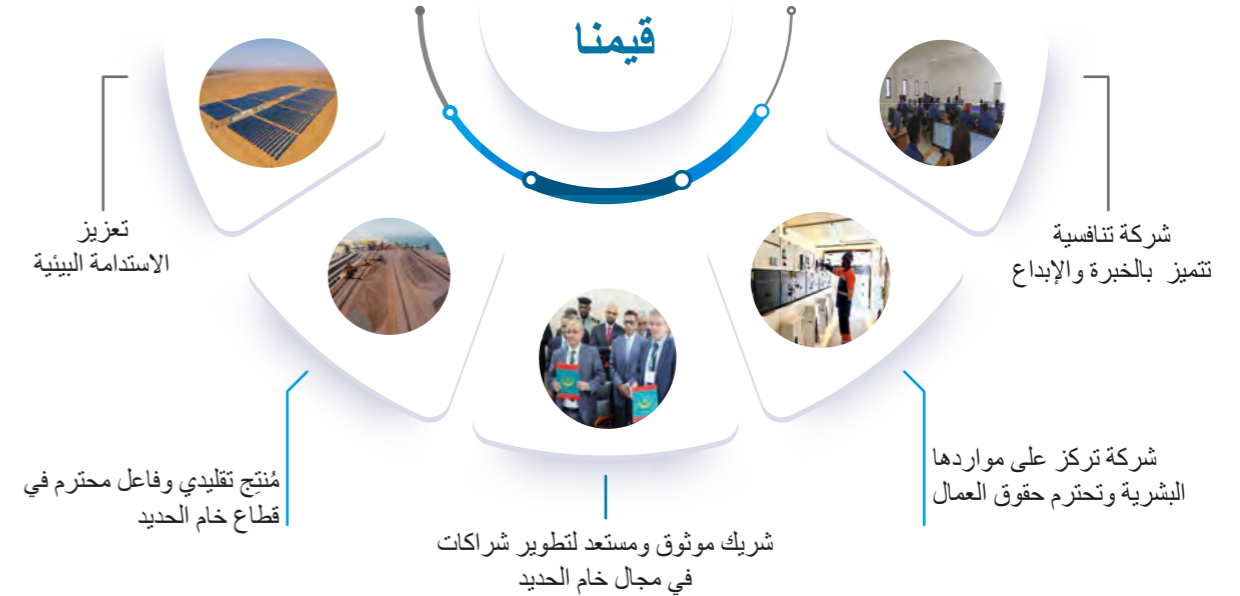 قيمنا
شركة تنافسية
تتميز بالخبرة والإبداع
شركة تركز على مواردها
البشرية وتحترم حقوق العمال
شريك موثوق ومستعد لتطوير شراكات
في مجال خام الحديد
مُنتِج تقليدي وفاعل محترم في
قطاع خام الحديد
تعزيز
الاستدامة البيئية